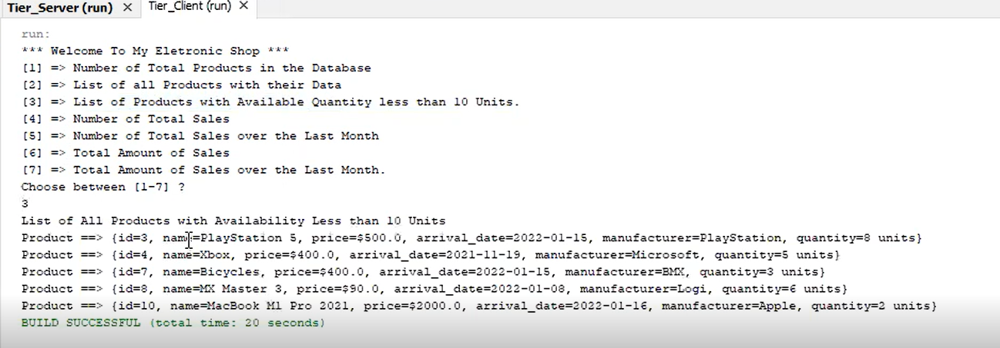 Tier_Server (run) × Tier_Client (run) ×
run:
*** Welcome To My Eletronic Shop ***
[1] => Number of Total Products in the Database
[2] => List of all Products with their Data
[3] => List of Products with Available Quantity less than 10 Units.
[4] => Number of Total Sales
[5] => Number of Total Sales over the Last Month
[6] => Total Amount of Sales
[7] => Total Amount of Sales over the Last Month.
Choose between [1-7] ?
3
List of All Products with Availability Less than 10 Units
Product ==> {id=3, name=PlayStation 5, price=$500.0, arrival_date=2022-01-15, manufacturer=PlayStation, quantity=8 units}
Product ==> {id=4, name=Xbox, price=$400.0, arrival_date=2021-11-19, manufacturer=Microsoft, quantity=5 units}
Product ==> {id=7, name=Bicycles, price=$400.0, arrival_date=2022-01-15, manufacturer=BMX, quantity=3 units}
Product ==> {id=8, name=MX Master 3, price=$90.0, arrival_date=2022-01-08, manufacturer=Logi, quantity=6 units}
Product ==> {id=10, name=MacBook M1 Pro 2021, price=$2000.0, arrival_date=2022-01-16, manufacturer=Apple, quantity=2 units}
BUILD SUCCESSFUL (total time: 20 seconds)